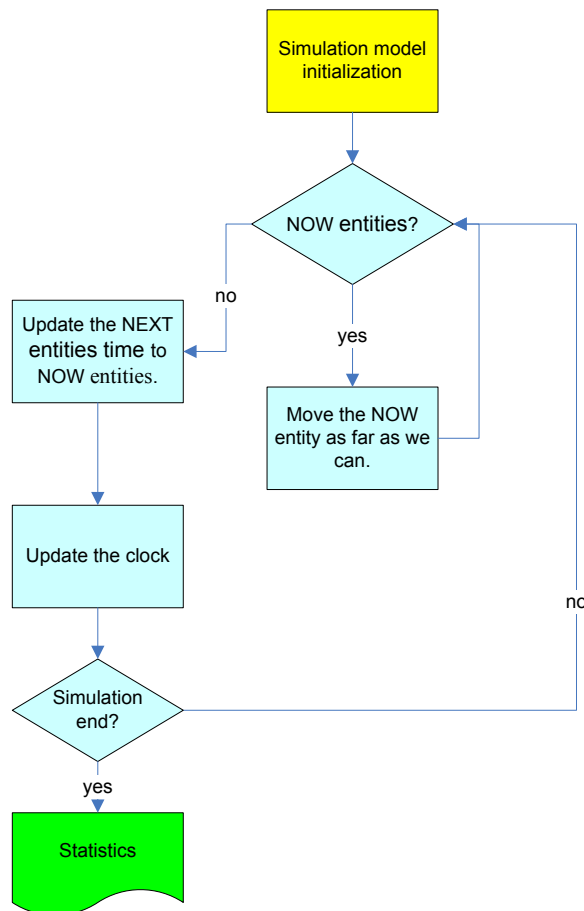 Simulation model
initialization
NOW entities?
no
yes
Update the NEXT
entities time to
NOW entities.
Move the NOW
entity as far as we
can.
Update the clock
no
Simulation
end?
yes
Statistics